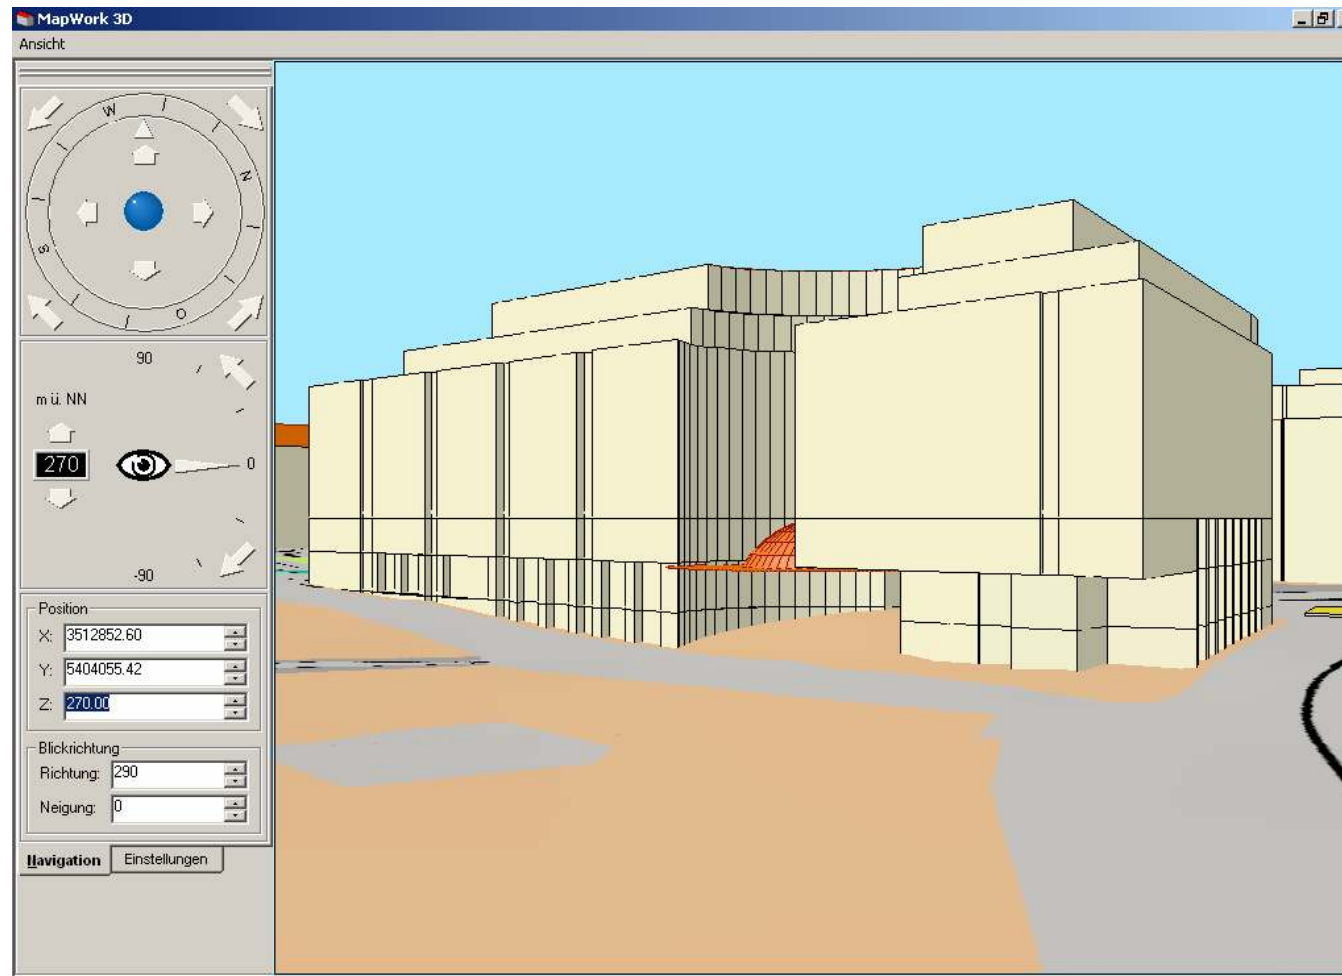 MapWork 3D
Ansicht
W
N
S
O
90
m ü. NN
270
0
-90
Position
X: 3512852.60
Y: 5404055.42
Z: 270.00
Blickrichtung
Richtung: 290
Neigung: 0
Navigation Einstellungen